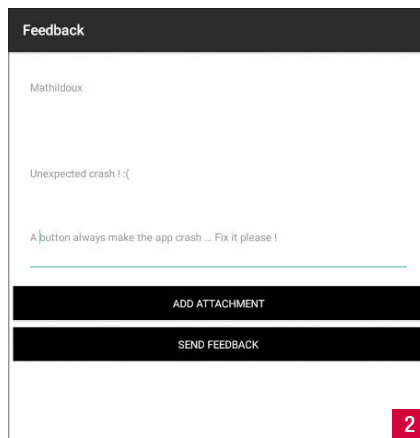 Feedback
Mathildoux
Unexpected crash ! :(
A button always make the app crash ... Fix it please !
ADD ATTACHMENT
SEND FEEDBACK
2